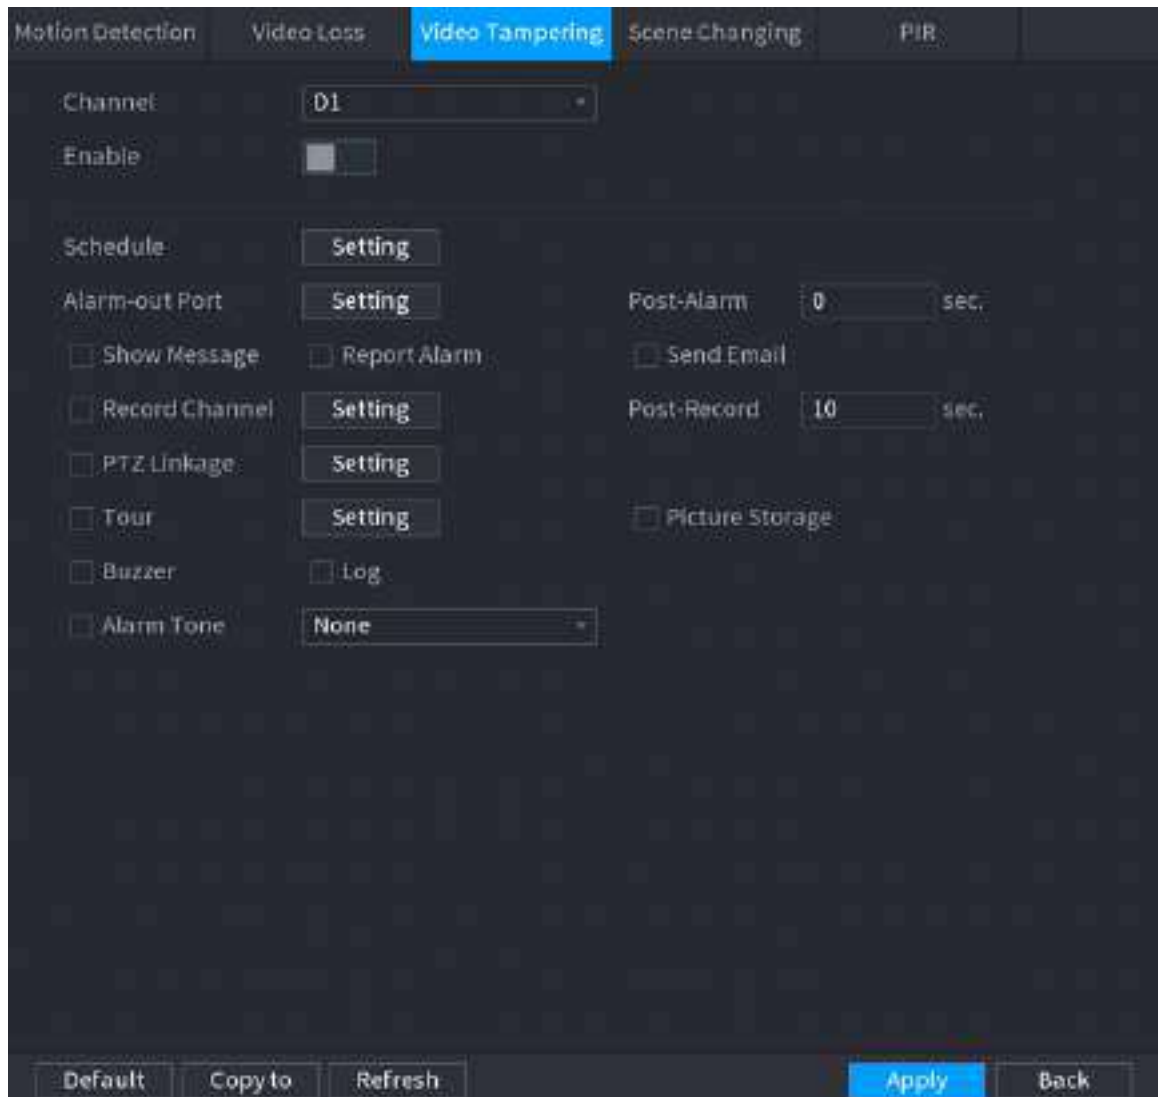 Motion Detection Video Loss Video Tampering Scene Changing PIR
Channel D1
Enable
Schedule Setting
Alarm-out Port Setting Post-Alarm 0 sec.
Show Message Report Alarm Send Email
Record Channel Setting Post-Record 10 sec.
PTZ Linkage Setting
Tour Setting Picture Storage
Buzzer Log
Alarm Tone None
Default Copy to Refresh Apply Back